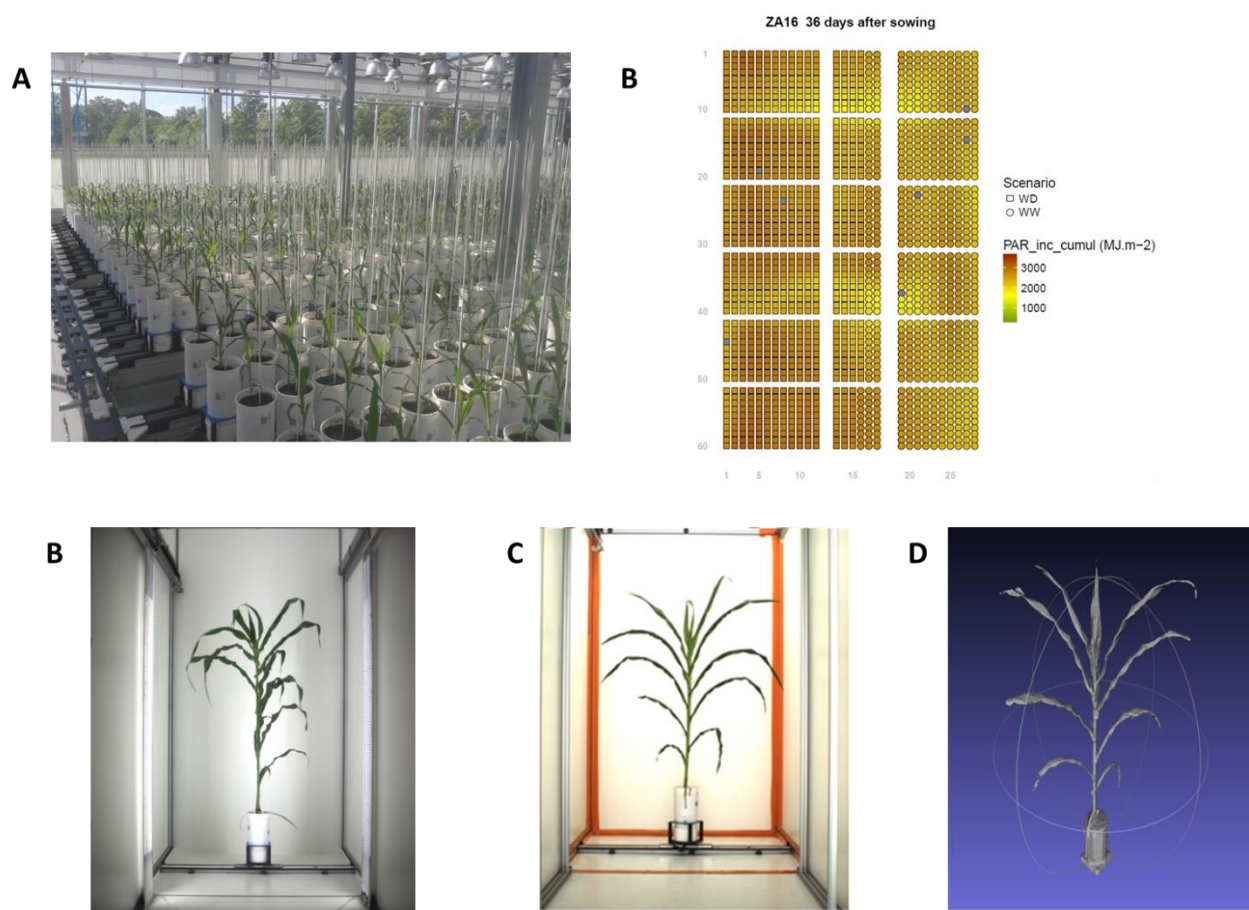 ZA16 36 days after sowing
A
B
1
10
20
30
40
50
60
1 5 10 15 20 25
Scenario
WD
WW
PAR_inc_cumul (MJ.m−2)
3000
2000
1000
B
C
D